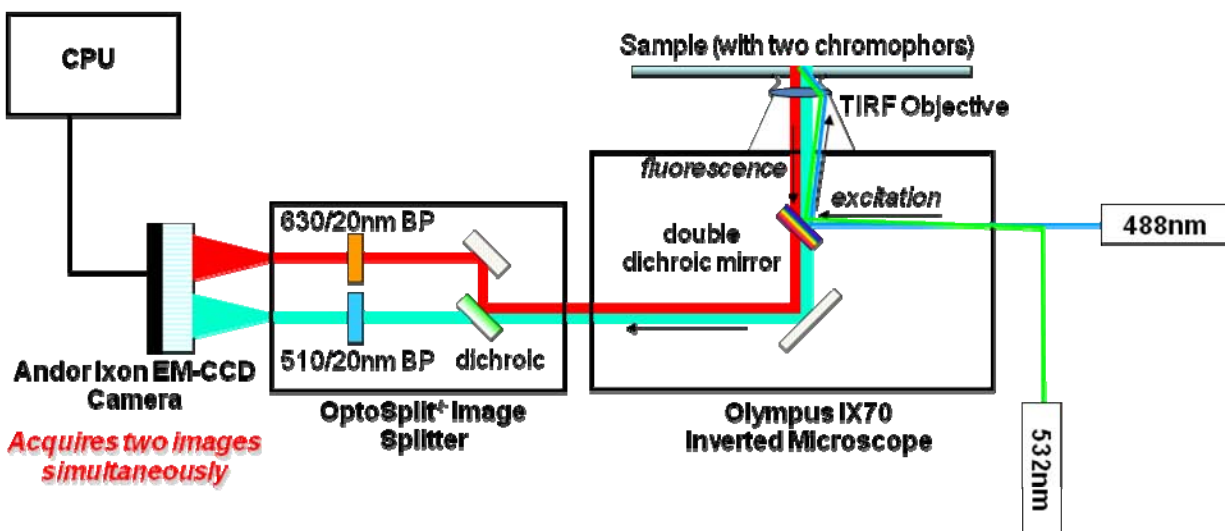 CPU
Sample (with two chromophors)
TIRF Objective
fluorescence
excitation
488nm
630/20nm BP
double
dichroic mirror
510/20nm BP
dichroic
Andor Ixon EM-CCD
Camera
OptoSplit Image
Splitter
Olympus IX70
Inverted Microscope
Acquires two images
simultaneously
532nm